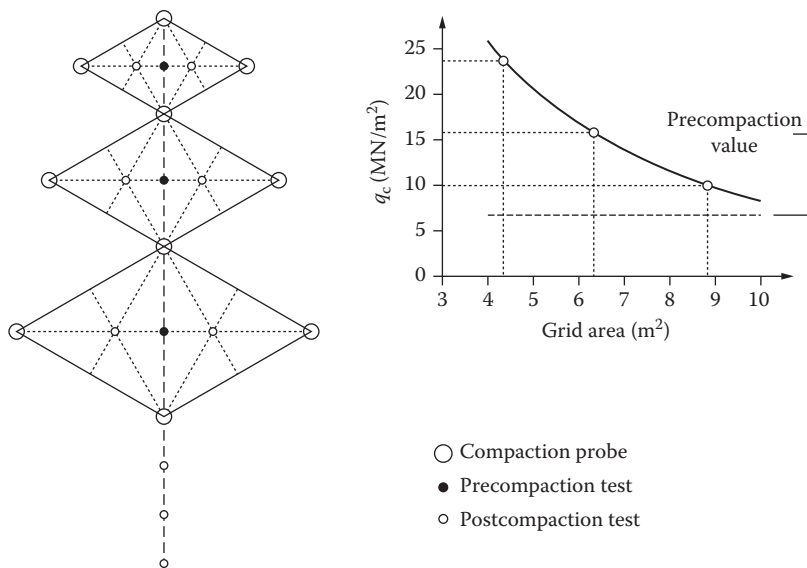 25
20
15
10
5
0
q_c (MN/m²)
Precompaction
value
3 4 5 6 7 8 9 10
Grid area (m²)
Compaction probe
Precompaction test
Postcompaction test